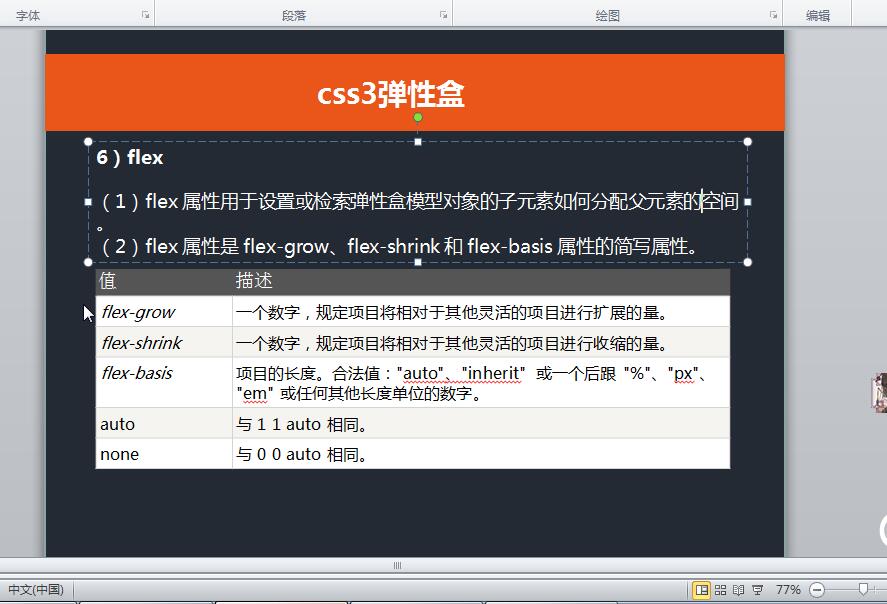 字体
段落
绘图
编辑
css3弹性盒
6）flex
（1）flex 属性用于设置或检索弹性盒模型对象的子元素如何分配父元素的空间
。
（2）flex 属性是 flex-grow、flex-shrink 和 flex-basis 属性的简写属性。
值 描述
flex-grow 一个数字，规定项目将相对于其他灵活的项目进行扩展的量。
flex-shrink 一个数字，规定项目将相对于其他灵活的项目进行收缩的量。
flex-basis 项目的长度。合法值："auto"、"inherit" 或一个后跟 "%"、"px"、
"em" 或任何其他长度单位的数字。
auto 与 1 1 auto 相同。
none 与 0 0 auto 相同。
中文(中国)
77%